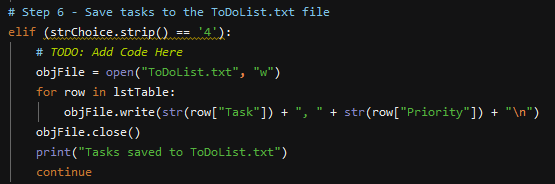 # Step 6 - Save tasks to the ToDoList.txt file
elif (strChoice.strip() == '4'):
    # TODO: Add Code Here
    objFile = open("ToDoList.txt", "w")
    for row in lstTable:
        objFile.write(str(row["Task"]) + ", " + str(row["Priority"]) + "\n")
    objFile.close()
    print("Tasks saved to ToDoList.txt")
    continue